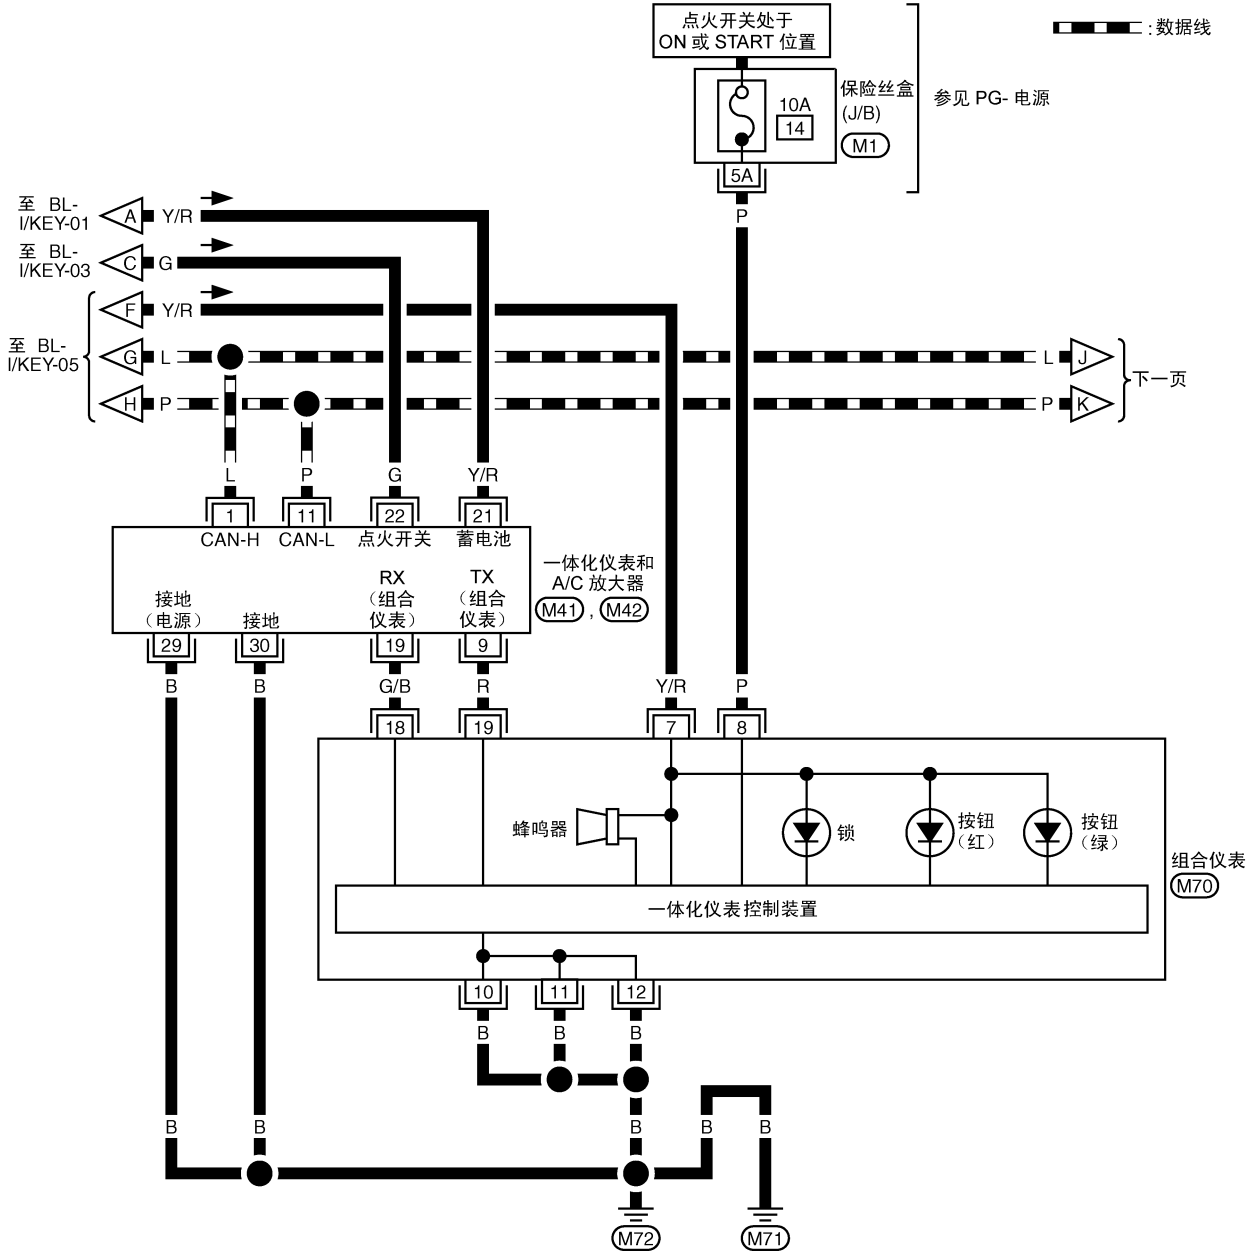 点火开关处于
ON 或 START 位置
:数据线
保险丝盒
(J/B)
M1
10A
14
5A
参见 PG- 电源
P
至 BL-
I/KEY-01
A
Y/R
至 BL-
I/KEY-03
C
G
F
Y/R
至 BL-
I/KEY-05
G
L
L
J
下一页
H
P
P
K
L
P
G
Y/R
1
11
22
21
CAN-H
CAN-L
点火开关
蓄电池
一体化仪表和
A/C 放大器
M41 , M42
RX
(组合
仪表)
TX
(组合
仪表)
接地
(电源)
接地
29
30
19
9
B
B
G/B
R
Y/R
P
18
19
7
8
蜂鸣器
锁
按钮
(红)
按钮
(绿)
组合仪表
M70
一体化仪表控制装置
10
11
12
B
B
B
B
B
B
B
B
M72
M71